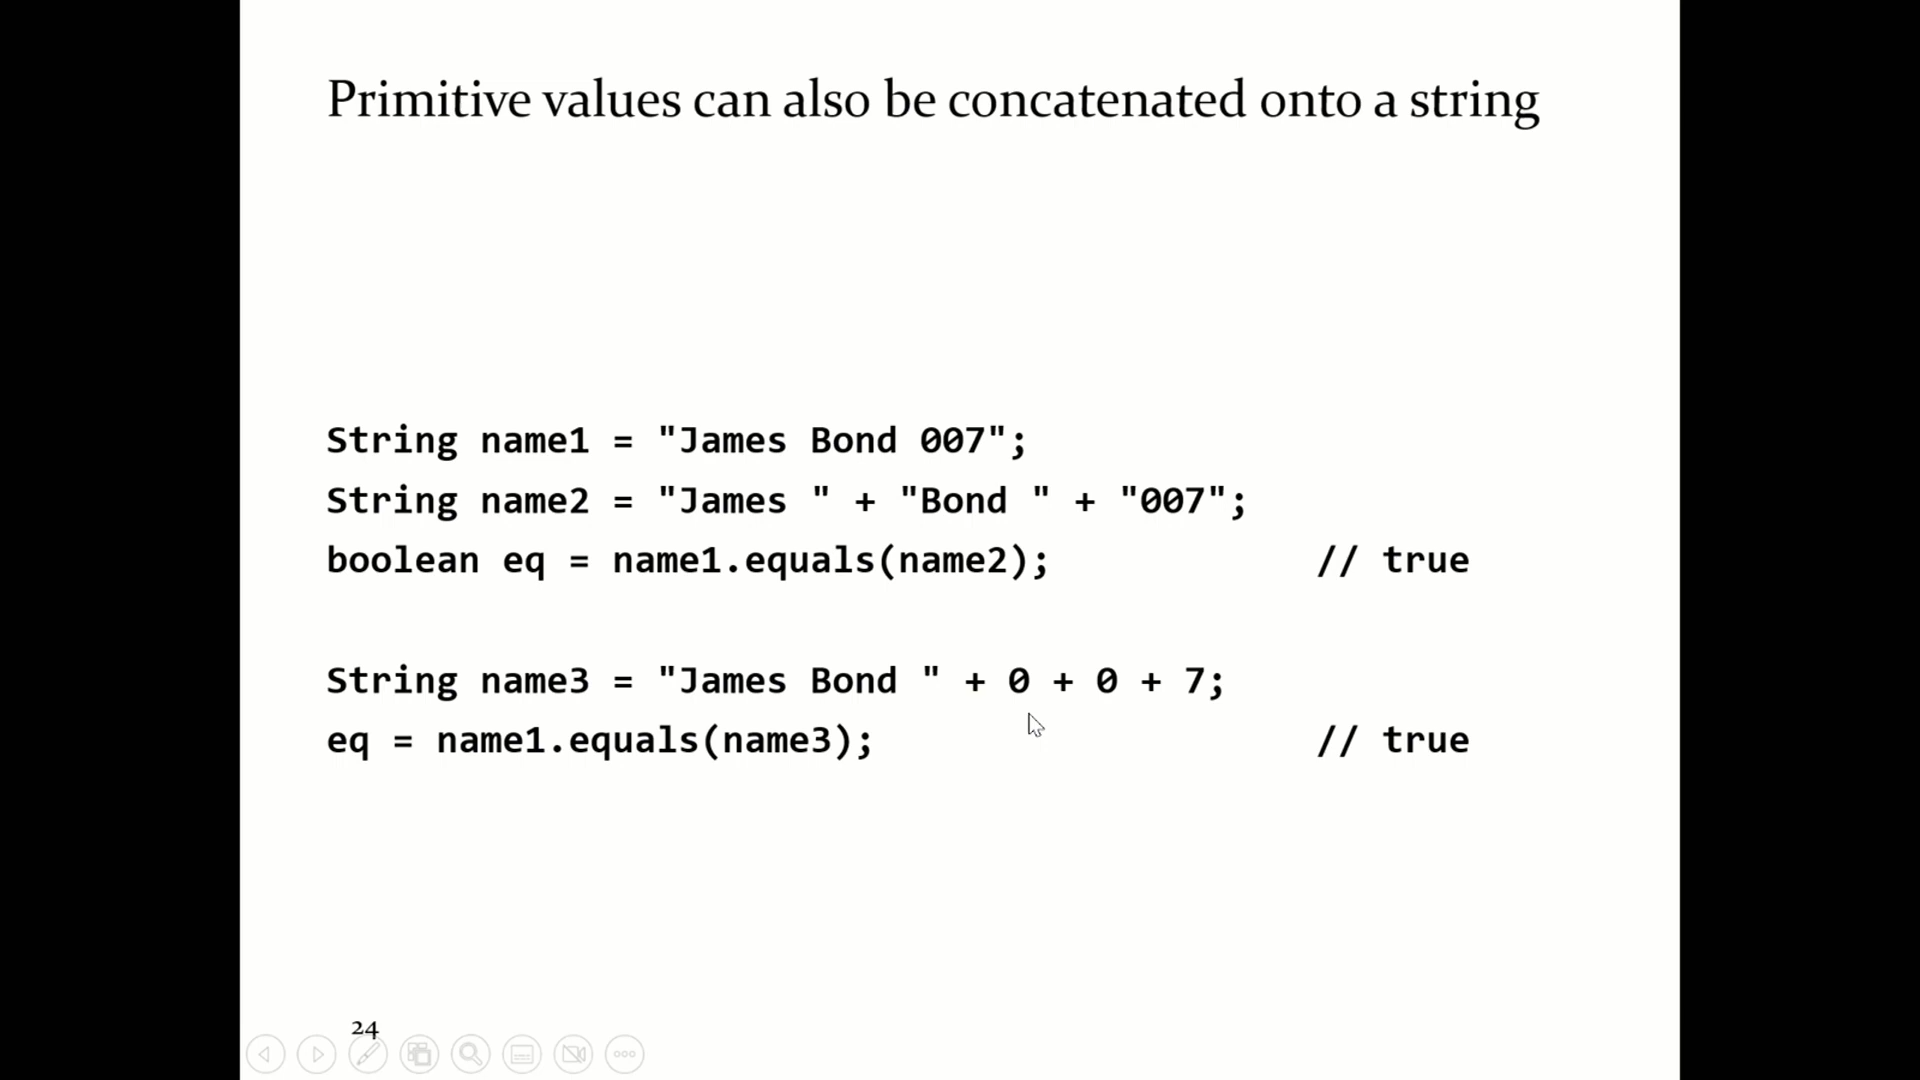 Primitive values can also be concatenated onto a string
String name1 = "James Bond 007";
String name2 = "James " + "Bond " + "007";
boolean eq = name1.equals(name2); // true
String name3 = "James Bond " + 0 + 0 + 7;
eq = name1.equals(name3); // true
24